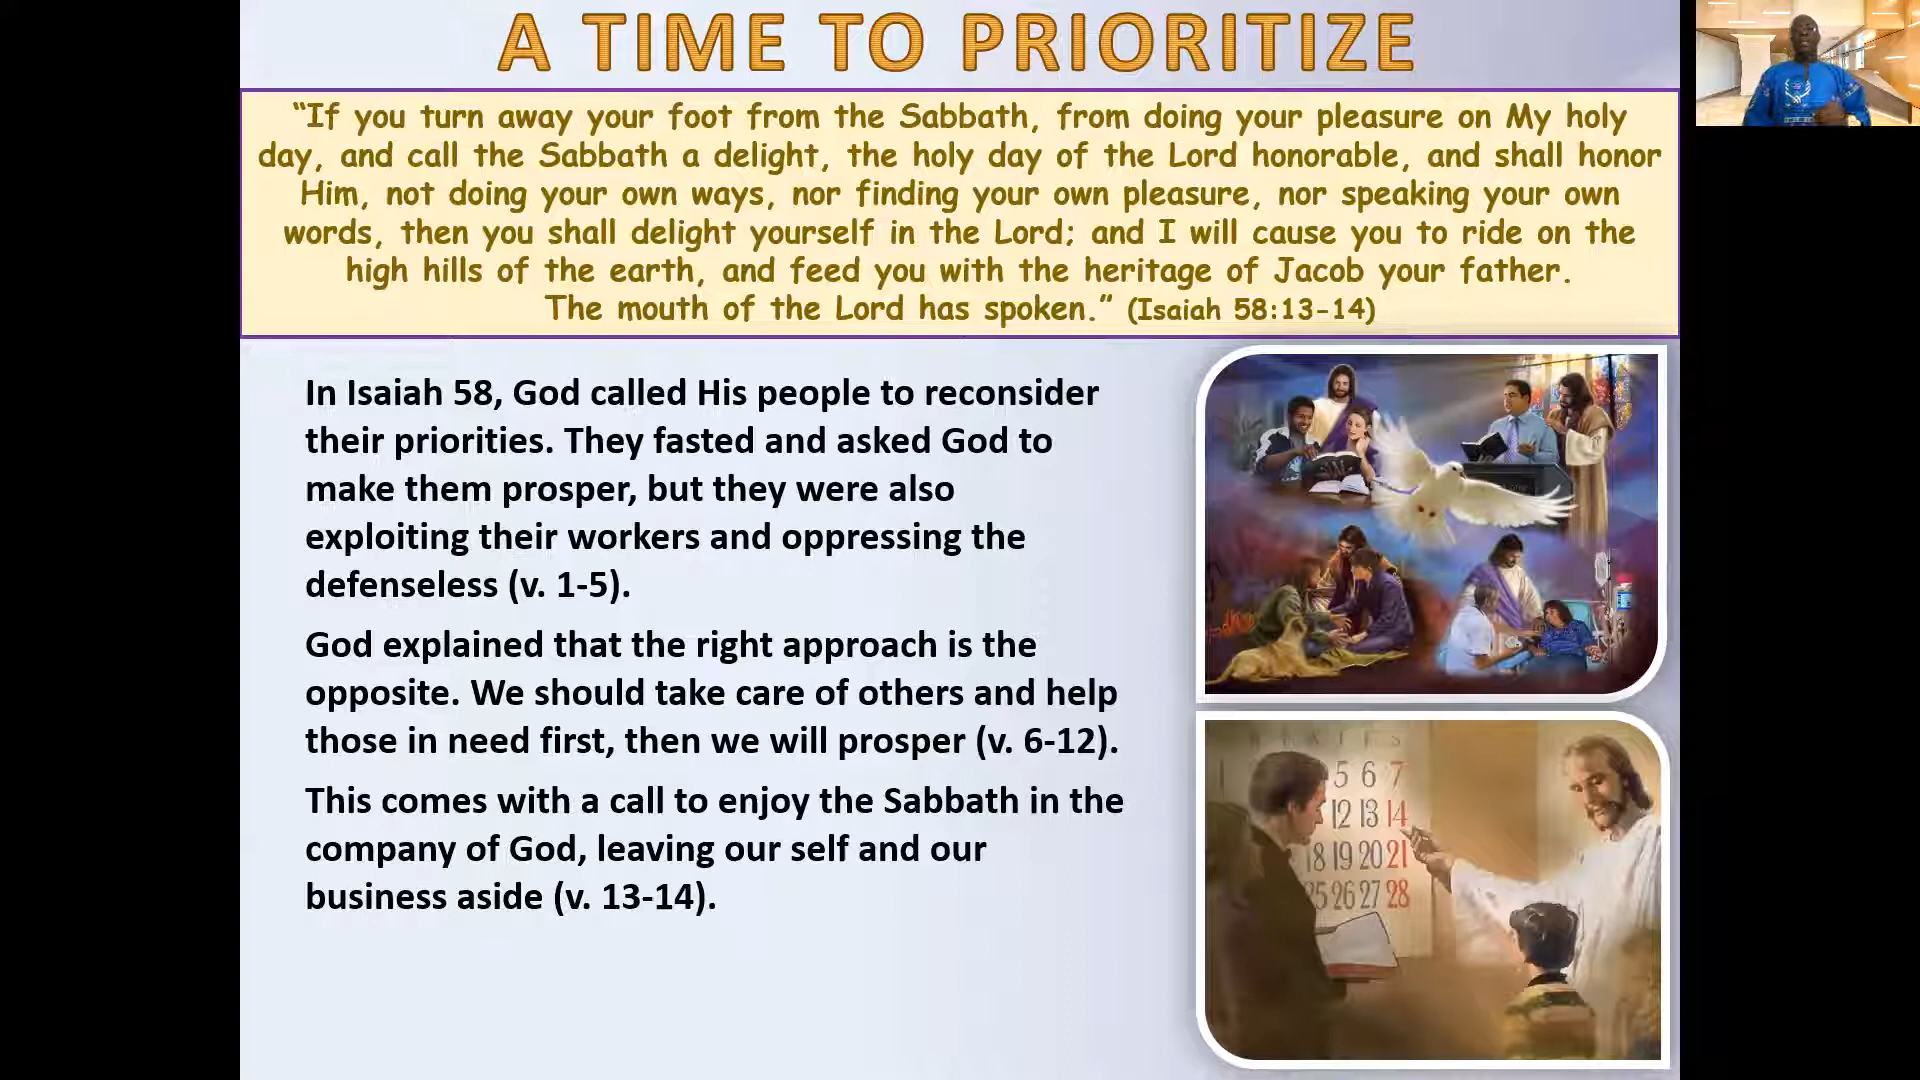 A TIME TO PRIORITIZE
“If you turn away your foot from the Sabbath, from doing your pleasure on My holy
day, and call the Sabbath a delight, the holy day of the Lord honorable, and shall honor
Him, not doing your own ways, nor finding your own pleasure, nor speaking your own
words, then you shall delight yourself in the Lord; and I will cause you to ride on the
high hills of the earth, and feed you with the heritage of Jacob your father.
The mouth of the Lord has spoken.” (Isaiah 58:13-14)
In Isaiah 58, God called His people to reconsider
their priorities. They fasted and asked God to
make them prosper, but they were also
exploiting their workers and oppressing the
defenseless (v. 1-5).
God explained that the right approach is the
opposite. We should take care of others and help
those in need first, then we will prosper (v. 6-12).
This comes with a call to enjoy the Sabbath in the
company of God, leaving our self and our
business aside (v. 13-14).
5 6 7
12 13 14
18 19 20 21
25 26 27 28